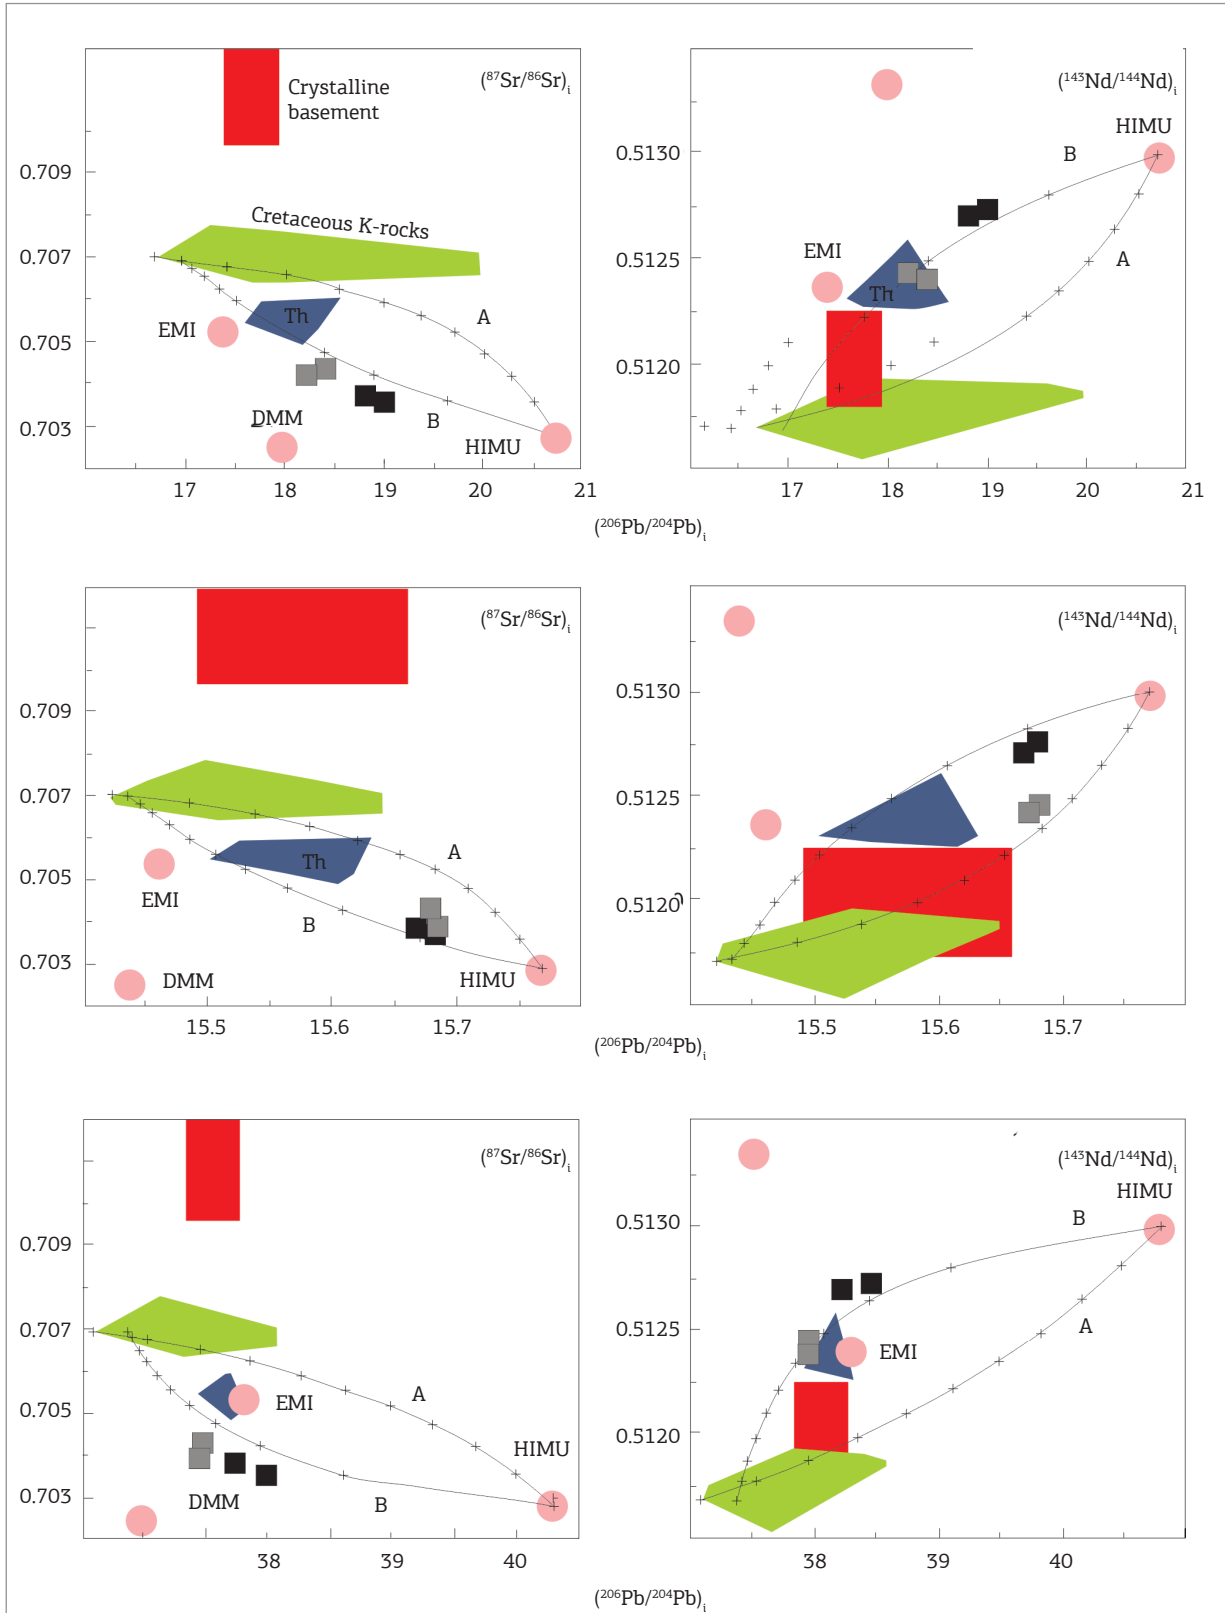 (⁸⁷Sr/⁸⁶Sr)ᵢ
Crystalline
basement
0.709
Cretaceous K-rocks
0.707
Th
A
EMI
0.705
DMM
B
HIMU
0.703
17 18 19 20 21
(¹⁴³Nd/¹⁴⁴Nd)ᵢ
HIMU
0.5130
B
EMI
0.5125
A
Th
0.5120
17 18 19 20 21
(²⁰⁶Pb/²⁰⁴Pb)ᵢ
(⁸⁷Sr/⁸⁶Sr)ᵢ
0.709
0.707
A
Th
0.705
EMI
B
DMM
HIMU
0.703
15.5 15.6 15.7
(¹⁴³Nd/¹⁴⁴Nd)ᵢ
0.5130
0.5125
0.5120
15.5 15.6 15.7
(²⁰⁶Pb/²⁰⁴Pb)ᵢ
(⁸⁷Sr/⁸⁶Sr)ᵢ
0.709
0.707
EMI
A
0.705
HIMU
DMM
B
0.703
38 39 40
(¹⁴³Nd/¹⁴⁴Nd)ᵢ
HIMU
B
0.5130
A
EMI
0.5125
0.5120
38 39 40
(²⁰⁶Pb/²⁰⁴Pb)ᵢ